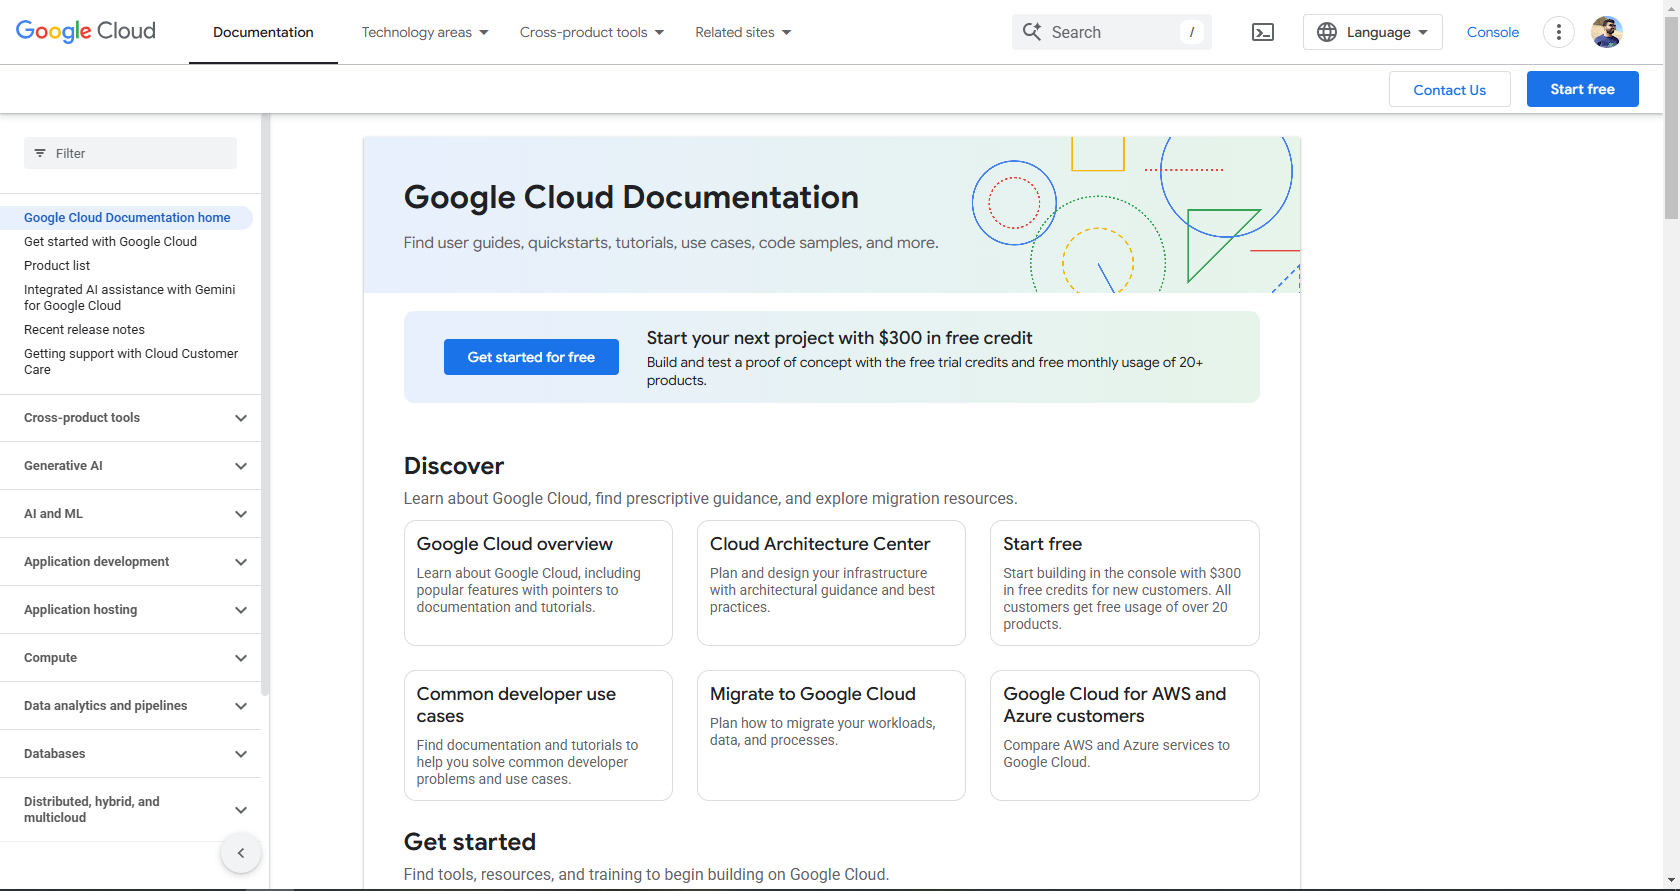 Google Cloud
Documentation
Technology areas
Cross-product tools
Related sites
Search
/
Language
Console
Contact Us
Start free
Filter
Google Cloud Documentation home
Get started with Google Cloud
Product list
Integrated AI assistance with Gemini
for Google Cloud
Recent release notes
Getting support with Cloud Customer
Care
Cross-product tools
Generative AI
AI and ML
Application development
Application hosting
Compute
Data analytics and pipelines
Databases
Distributed, hybrid, and
multicloud
Google Cloud Documentation
Find user guides, quickstarts, tutorials, use cases, code samples, and more.
Get started for free
Start your next project with $300 in free credit
Build and test a proof of concept with the free trial credits and free monthly usage of 20+
products.
Discover
Learn about Google Cloud, find prescriptive guidance, and explore migration resources.
Google Cloud overview
Learn about Google Cloud, including
popular features with pointers to
documentation and tutorials.
Cloud Architecture Center
Plan and design your infrastructure
with architectural guidance and best
practices.
Start free
Start building in the console with $300
in free credits for new customers. All
customers get free usage of over 20
products.
Common developer use
cases
Find documentation and tutorials to
help you solve common developer
problems and use cases.
Migrate to Google Cloud
Plan how to migrate your workloads,
data, and processes.
Google Cloud for AWS and
Azure customers
Compare AWS and Azure services to
Google Cloud.
Get started
Find tools, resources, and training to begin building on Google Cloud.